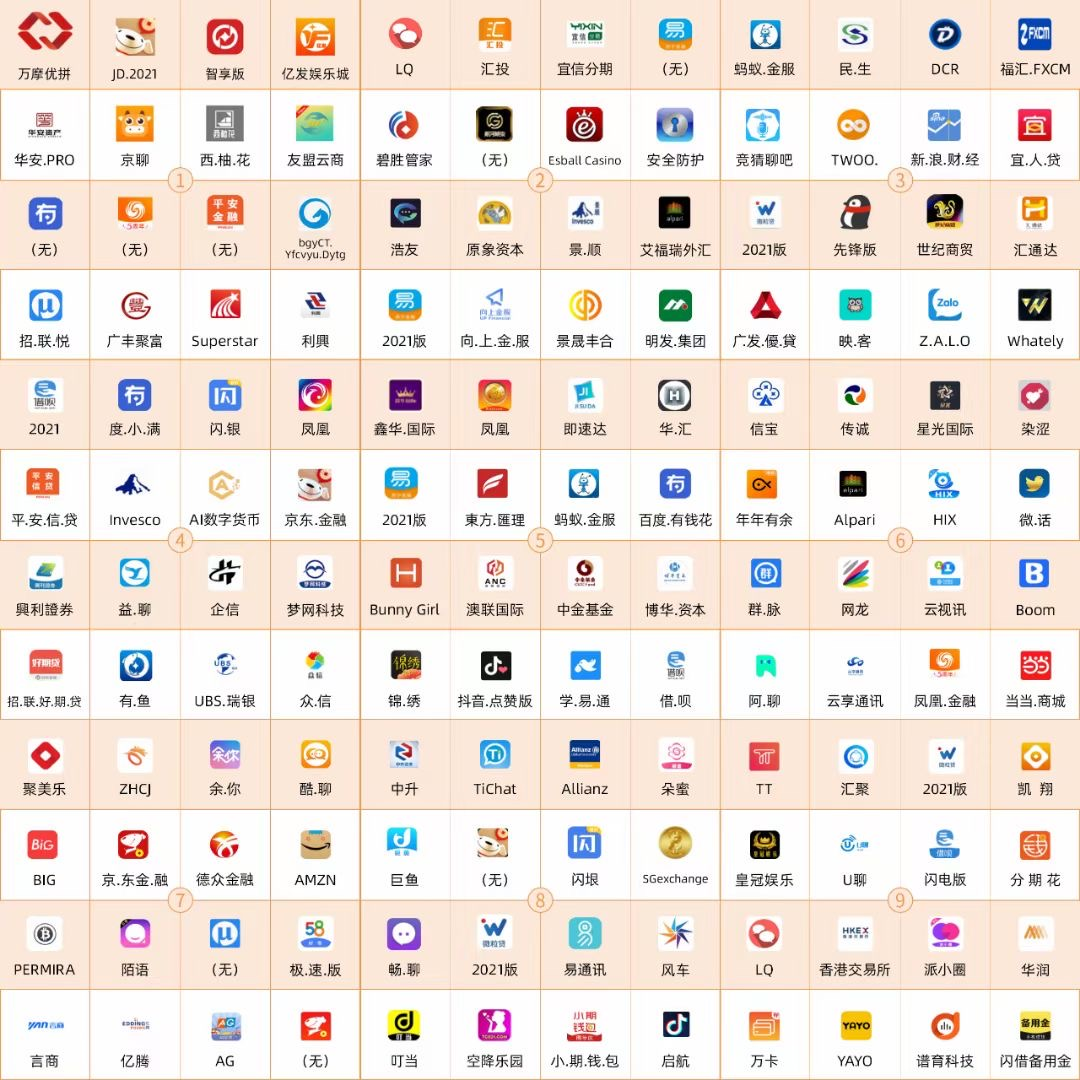 万摩优拼
JD.2021
智享版
亿发娱乐城
LQ
汇投
宜信分期
(无)
蚂蚁.金服
民.生
DCR
福汇.FXCM
华安.PRO
京聊
西.柚.花
友盟云商
碧胜管家
(无)
Esball Casino
安全防护
竞猜聊吧
TWOO.
新.浪.财.经
宜.人.贷
1
2
3
(无)
(无)
(无)
bgyCT.
Yfcvyu.Dytg
浩友
原象资本
景.顺
艾福瑞外汇
2021版
先锋版
世纪商贸
汇通达
招.联.悦
广丰聚富
Superstar
利興
2021版
向.上.金.服
景晟丰合
明发.集团
广发.優.貸
映.客
Z.A.L.O
Whately
2021
度.小.满
闪.银
凤凰
鑫华.国际
凤凰
即速达
华.汇
信宝
传诚
星光国际
染涩
平.安.信.贷
Invesco
AI数字货币
京东.金融
2021版
東方.匯理
蚂蚁.金服
百度.有钱花
年年有余
Alpari
HIX
微.话
4
5
6
興利證券
益.聊
企信
梦网科技
Bunny Girl
澳联国际
中金基金
博华.资本
群.脉
网龙
云视讯
Boom
招.联.好.期.贷
有.鱼
UBS.瑞银
众.信
锦.绣
抖音.点赞版
学.易.通
借.呗
阿.聊
云享通讯
凤凰.金融
当当.商城
聚美乐
ZHCJ
余.你
酷.聊
中升
TiChat
Allianz
朵蜜
TT
汇聚
2021版
凯 翔
BIG
京.东金.融
德众金融
AMZN
巨鱼
(无)
闪垠
SGexchange
皇冠娱乐
U聊
闪电版
分 期 花
7
8
9
PERMIRA
陌语
(无)
极.速.版
畅.聊
2021版
易通讯
风车
LQ
香港交易所
派小圈
华润
言商
亿腾
AG
(无)
叮当
空降乐园
小.期.钱.包
启航
万卡
YAYO
谱育科技
闪借备用金